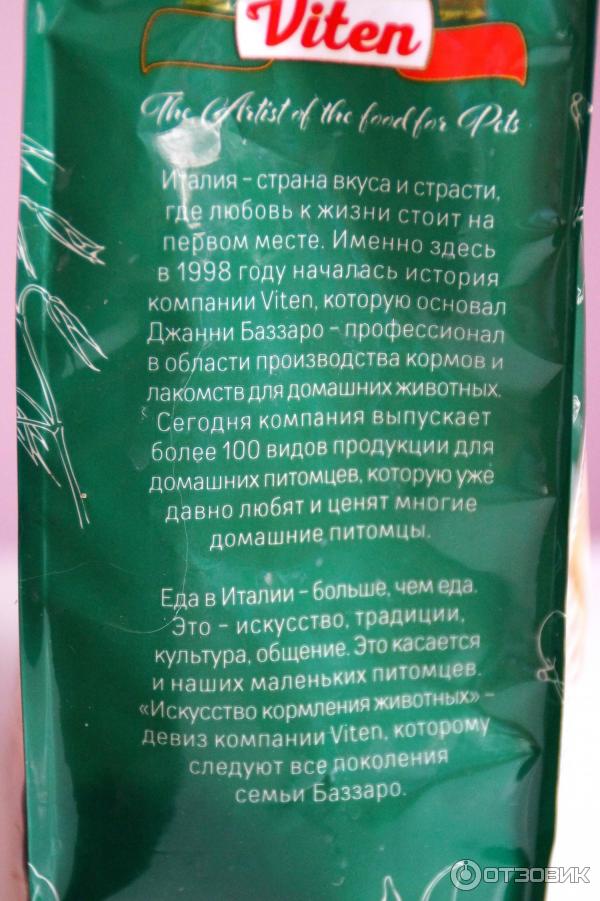 Viten
The Artist of the food for Pets
Италия – страна вкуса и страсти,
где любовь к жизни стоит на
первом месте. Именно здесь
в 1998 году началась история
компании Viten, которую основал
Джанни Баззаро – профессионал
в области производства кормов и
лакомств для домашних животных.
Сегодня компания выпускает
более 100 видов продукции для
домашних питомцев, которую уже
давно любят и ценят многие
домашние питомцы.
Еда в Италии – больше, чем еда.
Это – искусство, традиции,
культура, общение. Это касается
и наших маленьких питомцев.
«Искусство кормления животных» –
девиз компании Viten, которому
следуют все поколения
семьи Баззаро.
ОТЗОВИК